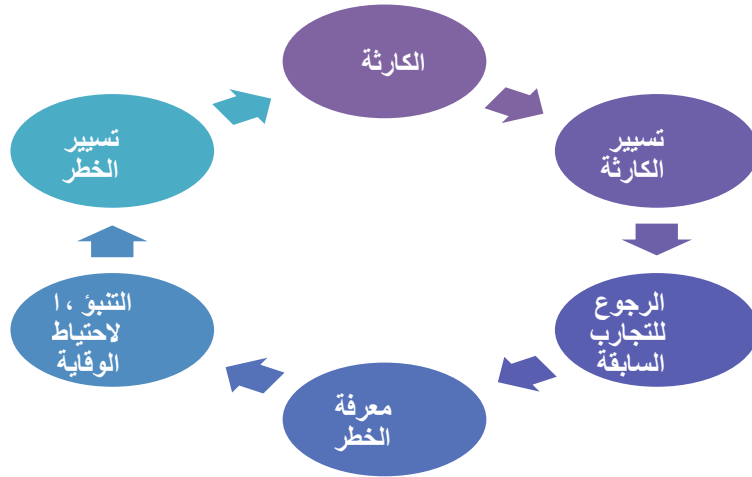 الكارثة
تسيير
الكارثة
الرجوع
للتجارب
السابقة
معرفة
الخطر
التنبؤ ، ا
لاحتياط
الوقاية
تسيير
الخطر